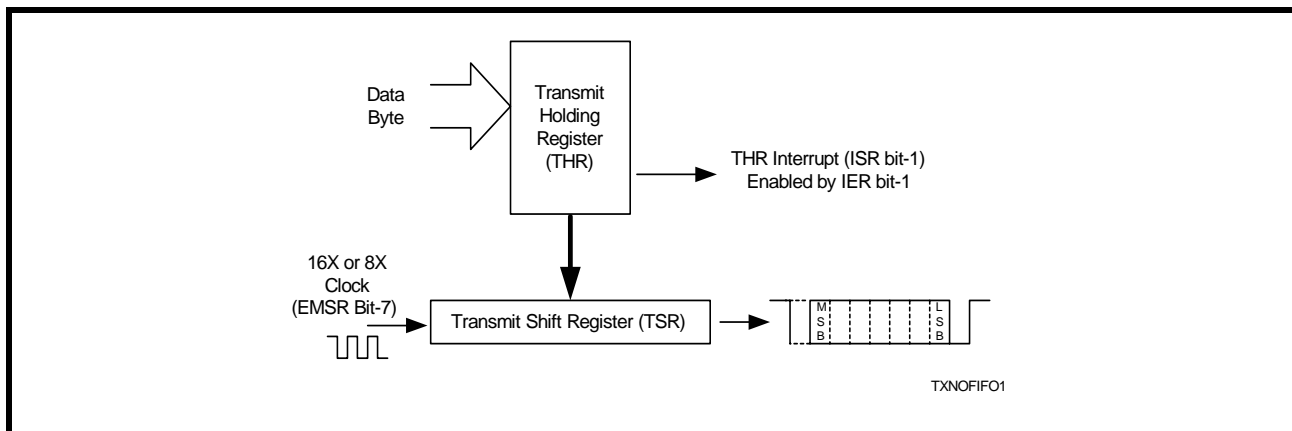 Data
Byte
Transmit
Holding
Register
(THR)
THR Interrupt (ISR bit-1)
Enabled by IER bit-1
16X or 8X
Clock
(EMSR Bit-7)
Transmit Shift Register (TSR)
M
S
B
L
S
B
TXNOFIFO1